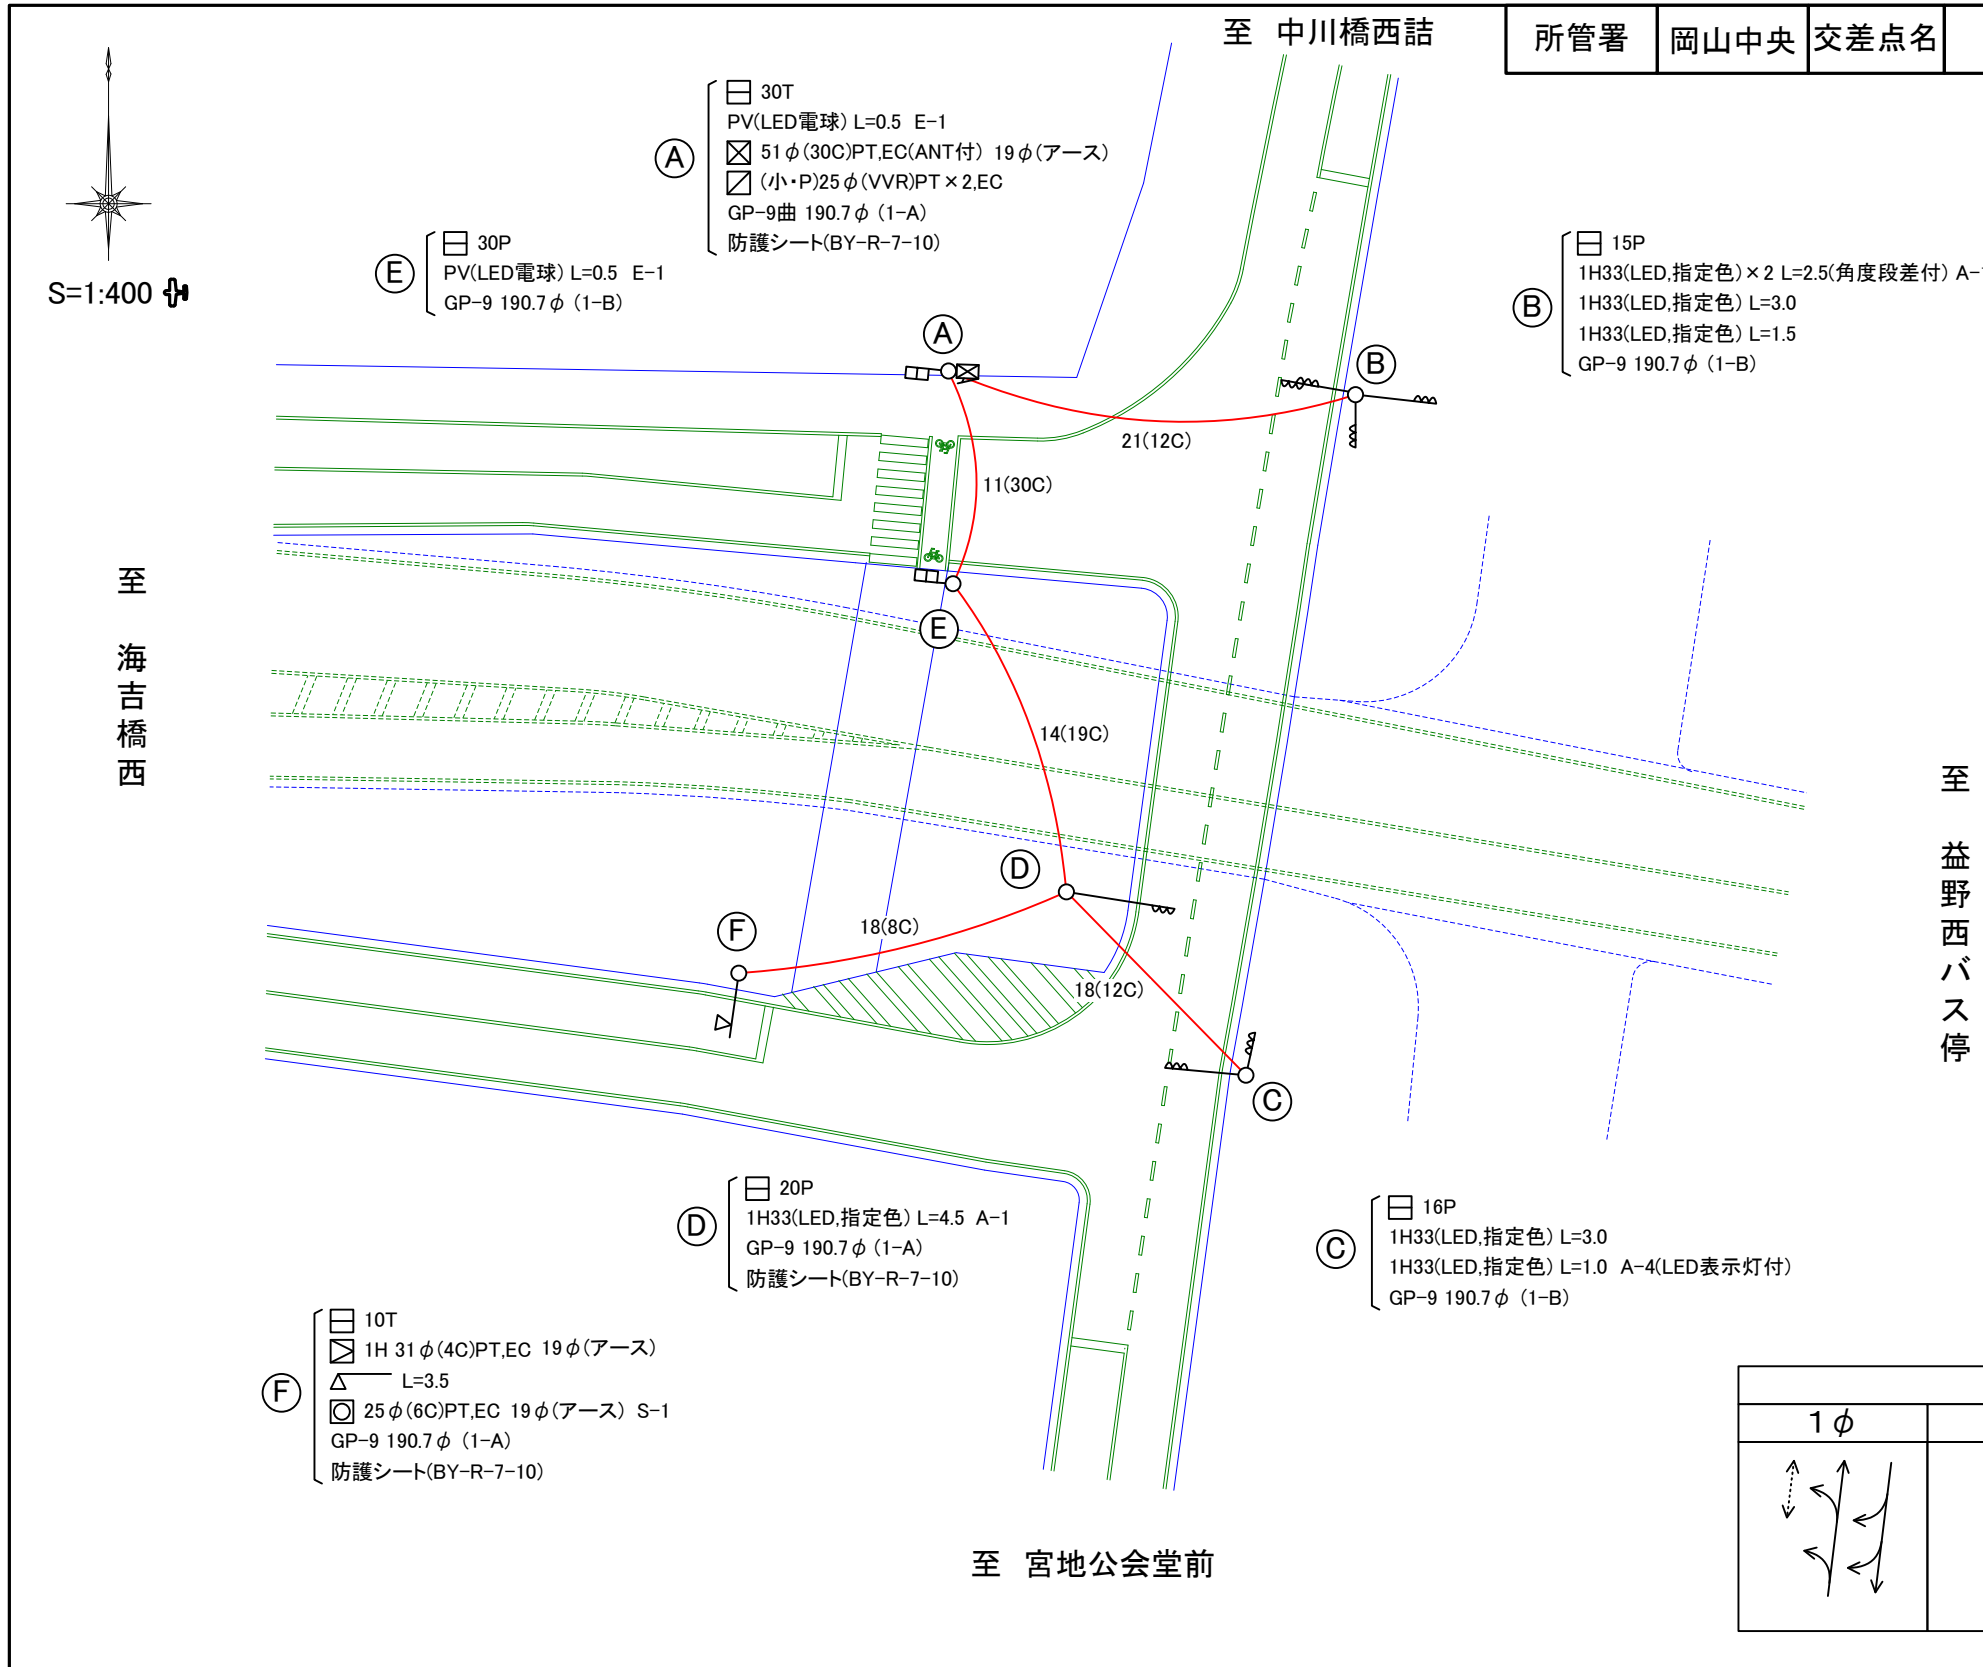 至 中川橋西詰
所管署 岡山中央 交差点名
S=1:400
A
30T
PV(LED電球) L=0.5 E-1
51φ(30C)PT,EC(ANT付) 19φ(アース)
(小・P)25φ(VVR)PT×2,EC
GP-9曲 190.7φ (1-A)
防護シート(BY-R-7-10)
E
30P
PV(LED電球) L=0.5 E-1
GP-9 190.7φ (1-B)
B
15P
1H33(LED,指定色)×2 L=2.5(角度段差付) A-1
1H33(LED,指定色) L=3.0
1H33(LED,指定色) L=1.5
GP-9 190.7φ (1-B)
A
B
21(12C)
11(30C)
E
14(19C)
D
18(8C)
F
18(12C)
C
至 海吉橋西
至 益野西バス停
D
20P
1H33(LED,指定色) L=4.5 A-1
GP-9 190.7φ (1-A)
防護シート(BY-R-7-10)
C
16P
1H33(LED,指定色) L=3.0
1H33(LED,指定色) L=1.0 A-4(LED表示灯付)
GP-9 190.7φ (1-B)
F
10T
1H 31φ(4C)PT,EC 19φ(アース)
L=3.5
25φ(6C)PT,EC 19φ(アース) S-1
GP-9 190.7φ (1-A)
防護シート(BY-R-7-10)
1φ
至 宮地公会堂前